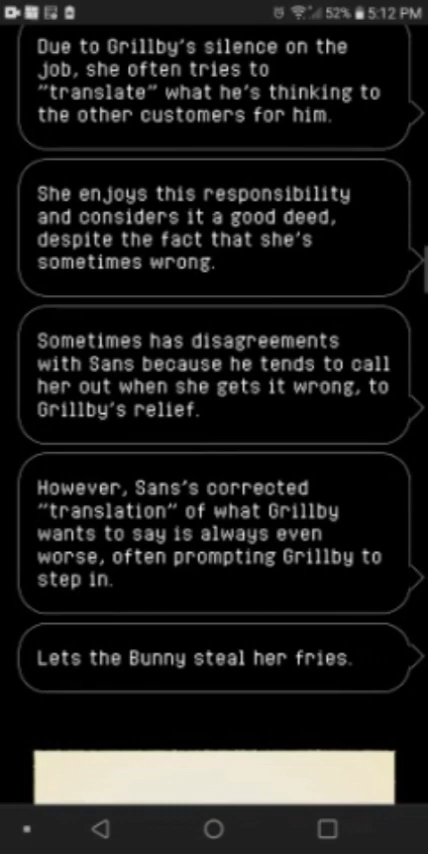 52% 5:12 PM
Due to Grillby's silence on the
job, she often tries to
"translate" what he's thinking to
the other customers for him.
She enjoys this responsibility
and considers it a good deed,
despite the fact that she's
sometimes wrong.
Sometimes has disagreements
with Sans because he tends to call
her out when she gets it wrong, to
Grillby's relief.
However, Sans's corrected
"translation" of what Grillby
wants to say is always even
worse, often prompting Grillby to
step in.
Lets the Bunny steal her fries.